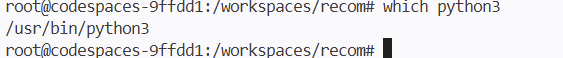 root@codespaces-9ffdd1:/workspaces/recom# which python3
/usr/bin/python3
root@codespaces-9ffdd1:/workspaces/recom#